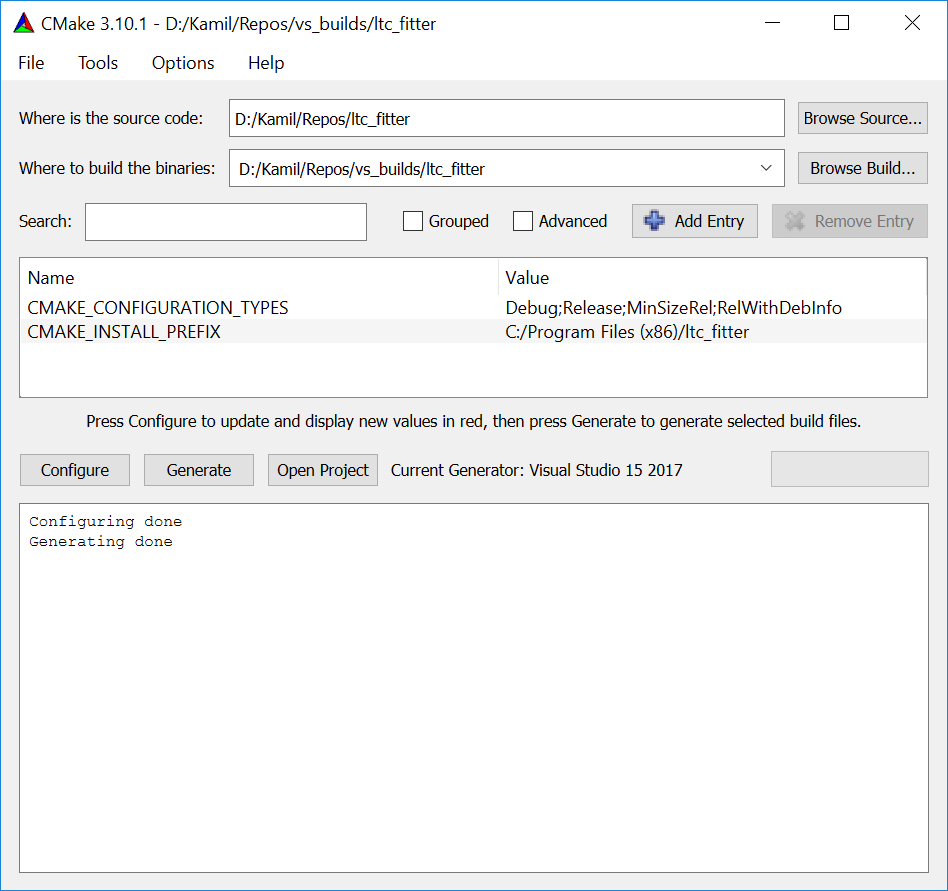 CMake 3.10.1 - D:/Kamil/Repos/vs_builds/ltc_fitter
File Tools Options Help
Where is the source code: D:/Kamil/Repos/ltc_fitter Browse Source...
Where to build the binaries: D:/Kamil/Repos/vs_builds/ltc_fitter Browse Build...
Search: Grouped Advanced Add Entry Remove Entry
Name Value
CMAKE_CONFIGURATION_TYPES Debug;Release;MinSizeRel;RelWithDebInfo
CMAKE_INSTALL_PREFIX C:/Program Files (x86)/ltc_fitter
Press Configure to update and display new values in red, then press Generate to generate selected build files.
Configure Generate Open Project Current Generator: Visual Studio 15 2017
Configuring done
Generating done